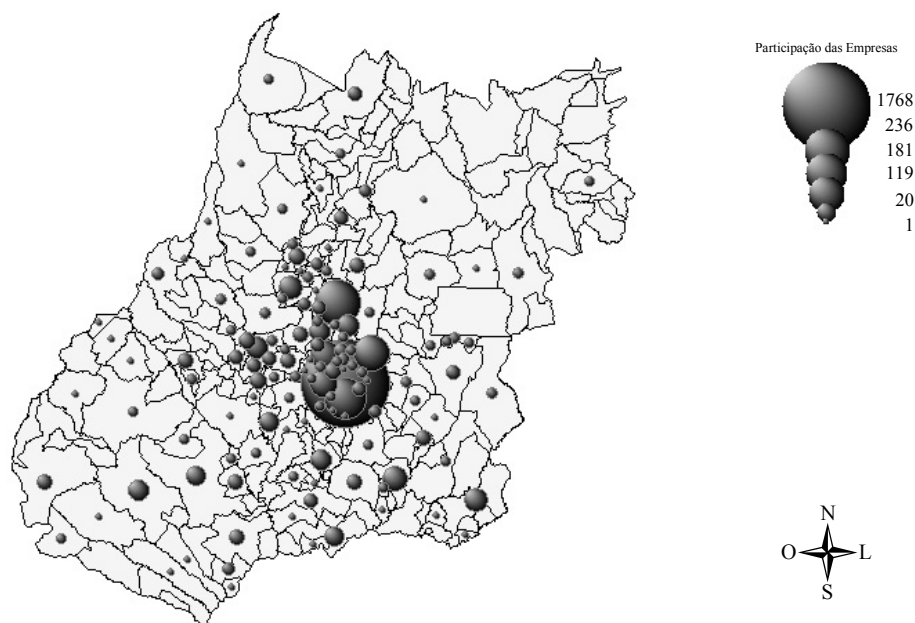 Participação das Empresas
1768
236
181
119
20
1
N
O L
S